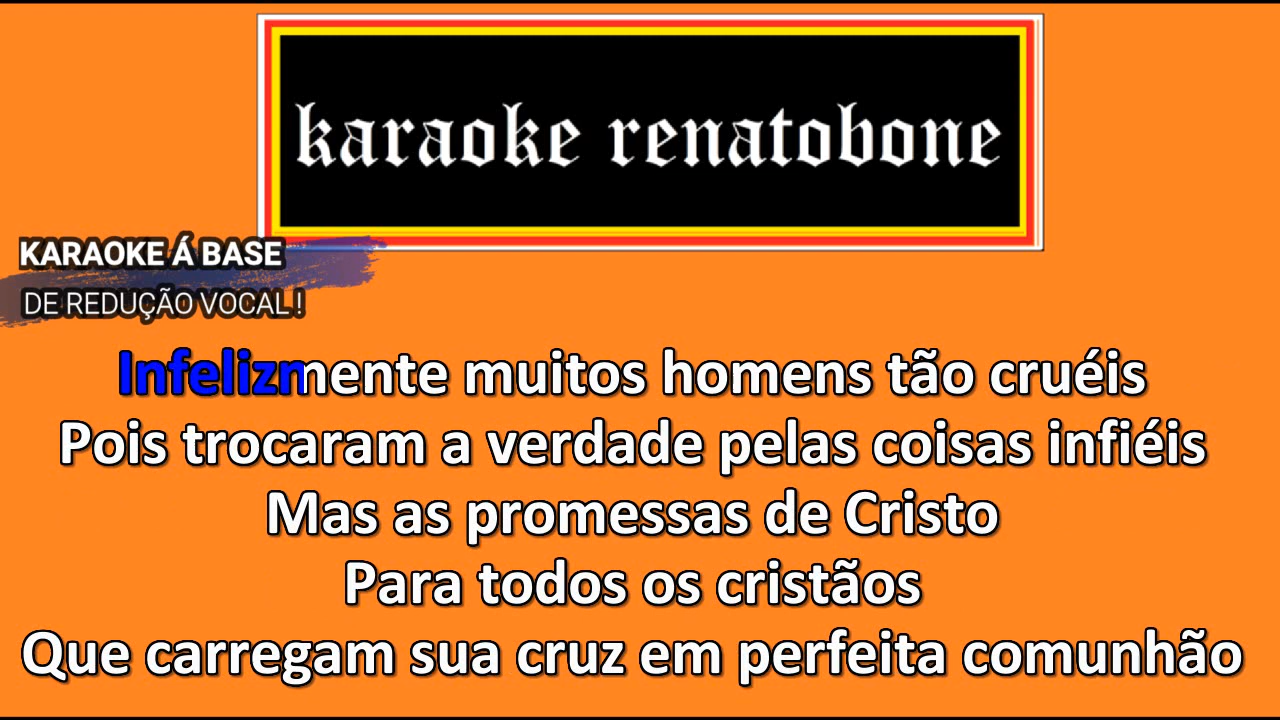 karaoke renatobone
KARAOKE Á BASE
DE REDUÇÃO VOCAL !
Infelizmente muitos homens tão cruéis
Pois trocaram a verdade pelas coisas infiéis
Mas as promessas de Cristo
Para todos os cristãos
Que carregam sua cruz em perfeita comunhão